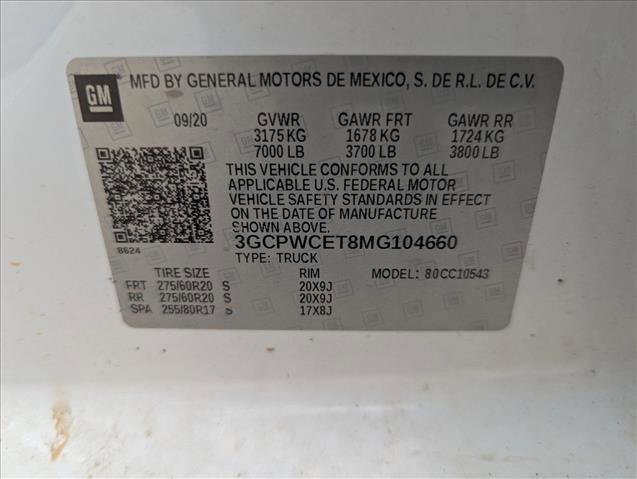 GM
MFD BY GENERAL MOTORS DE MEXICO, S. DE R.L. DE C.V.
09/20 GVWR GAWR FRT GAWR RR
3175 KG 1678 KG 1724 KG
7000 LB 3700 LB 3800 LB
THIS VEHICLE CONFORMS TO ALL
APPLICABLE U.S. FEDERAL MOTOR
VEHICLE SAFETY STANDARDS IN EFFECT
ON THE DATE OF MANUFACTURE
SHOWN ABOVE.
8624 3GCPWCET8MG104660
TYPE: TRUCK MODEL: 80CC10543
TIRE SIZE RIM
FRT 275/60R20 S 20X9J
RR 275/60R20 S 20X9J
SPA 255/80R17 S 17X8J